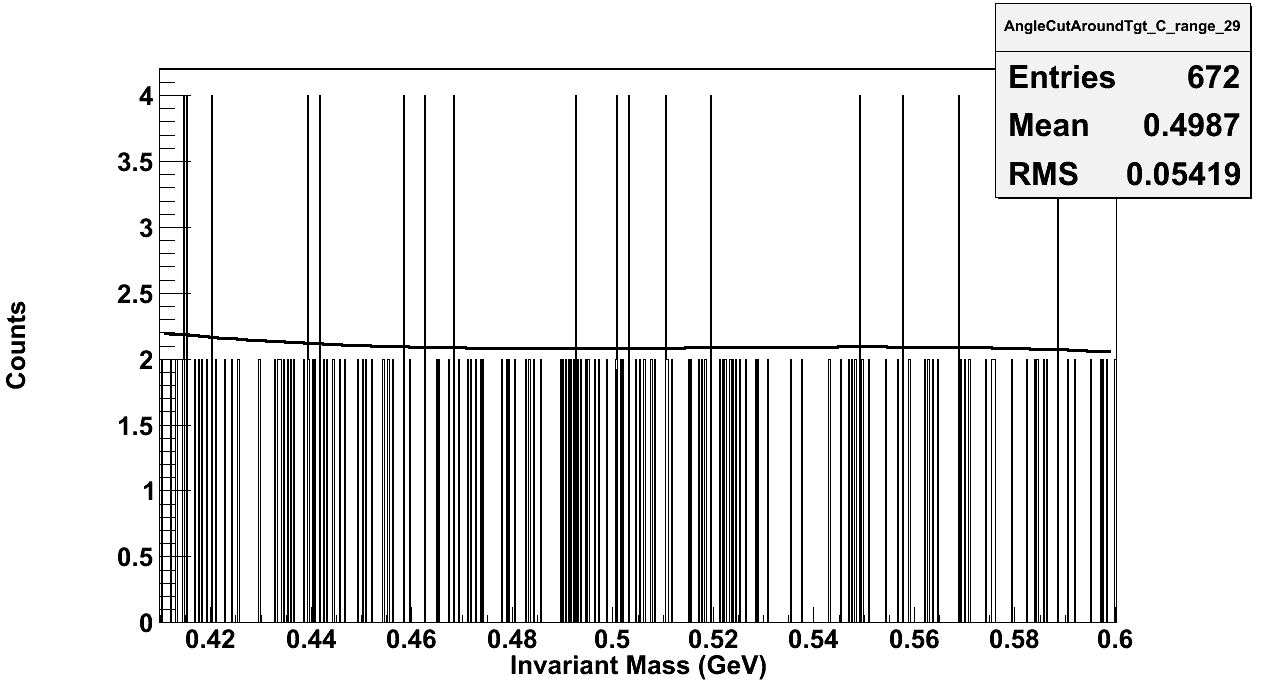 AngleCutAroundTgt_C_range_29
Entries 672
Mean 0.4987
RMS 0.05419
4
3.5
3
2.5
2
1.5
1
0.5
0
Counts
0.42 0.44 0.46 0.48 0.5 0.52 0.54 0.56 0.58 0.6
Invariant Mass (GeV)